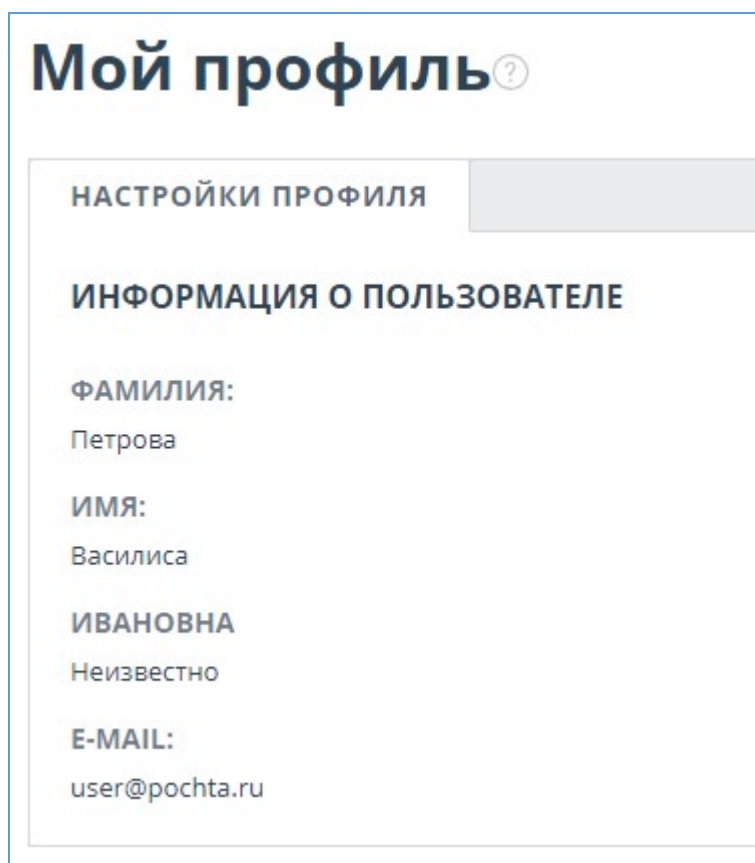 Мой профиль?
НАСТРОЙКИ ПРОФИЛЯ
ИНФОРМАЦИЯ О ПОЛЬЗОВАТЕЛЕ
ФАМИЛИЯ:
Петрова
ИМЯ:
Василиса
ИВАНОВНА
Неизвестно
E-MAIL:
user@pochta.ru